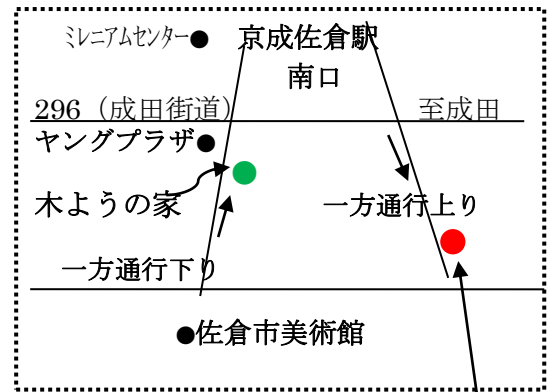 ミレニアムセンター● 京成佐倉駅
南口
296（成田街道） 至成田
ヤングプラザ●
木ようの家 一方通行上り
一方通行下り
●佐倉市美術館